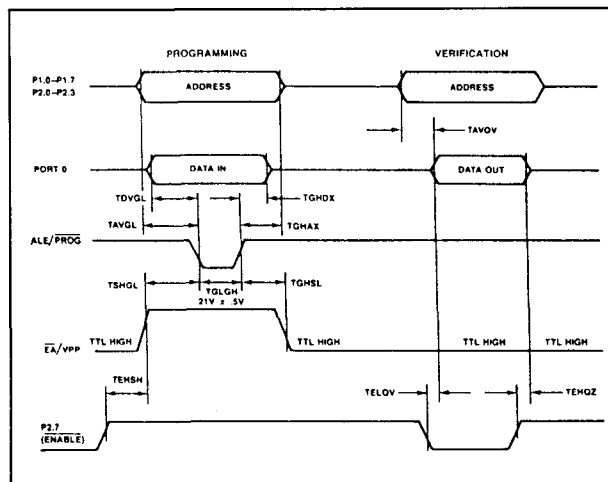 PROGRAMMING VERIFICATION
P1.0–P1.7
P2.0–P2.3
ADDRESS ADDRESS
TAVQV
PORT 0 DATA IN DATA OUT
TDVGL TGHDX
TAVGL TGHAX
ALE/PROG
TSHGL TGLGH TGHSL
21V ± .5V
EA/VPP TTL HIGH TTL HIGH TTL HIGH TTL HIGH
TEHSH TELQV TEHQZ
P2.7
(ENABLE)